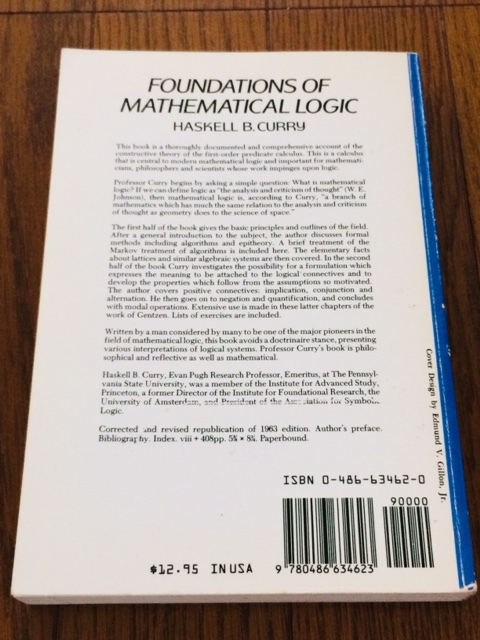 FOUNDATIONS OF
MATHEMATICAL LOGIC
HASKELL B. CURRY
This book is a thoroughly documented and comprehensive account of the
constructive theory of the first-order predicate calculus. This is a calculus
that is central to modern mathematical logic and important for mathemati-
cians, philosophers and scientists whose work impinges upon logic.
Professor Curry begins by asking a simple question: What is mathematical
logic? If we can define logic as "the analysis and criticism of thought" (W. E.
Johnson), then mathematical logic is, according to Curry, "a branch of
mathematics which has much the same relation to the analysis and criticism
of thought as geometry does to the science of space."
The first half of the book gives the basic principles and outlines of the field.
After a general introduction to the subject, the author discusses formal
methods including algorithms and epitheory. A brief treatment of the
Markov treatment of algorithms is included here. The elementary facts
about lattices and similar algebraic systems are then covered. In the second
half of the book Curry investigates the possibility for a formulation which
expresses the meaning to be attached to the logical connectives and to
develop the properties which follow from the assumptions so motivated.
The author covers positive connectives: implication, conjunction and
alternation. He then goes on to negation and quantification, and concludes
with modal operations. Extensive use is made in these latter chapters of the
work of Gentzen. Lists of exercises are included.
Written by a man considered by many to be one of the major pioneers in the
field of mathematical logic, this book avoids a doctrinaire stance, presenting
various interpretations of logical systems. Professor Curry's book is philo-
sophical and reflective as well as mathematical.
Haskell B. Curry, Evan Pugh Research Professor, Emeritus, at The Pennsyl-
vania State University, was a member of the Institute for Advanced Study,
Princeton, a former Director of the Institute for Foundational Research, the
University of Amsterdam, and President of the Association for Symbolic
Logic.
Corrected and revised republication of 1963 edition. Author's preface.
Bibliography. Index. viii + 408pp. 5⅜ × 8¼. Paperbound.
Cover Design by Edmund V. Gillon, Jr.
ISBN 0-486-63462-0
90000
9 780486 634623
$12.95 IN USA